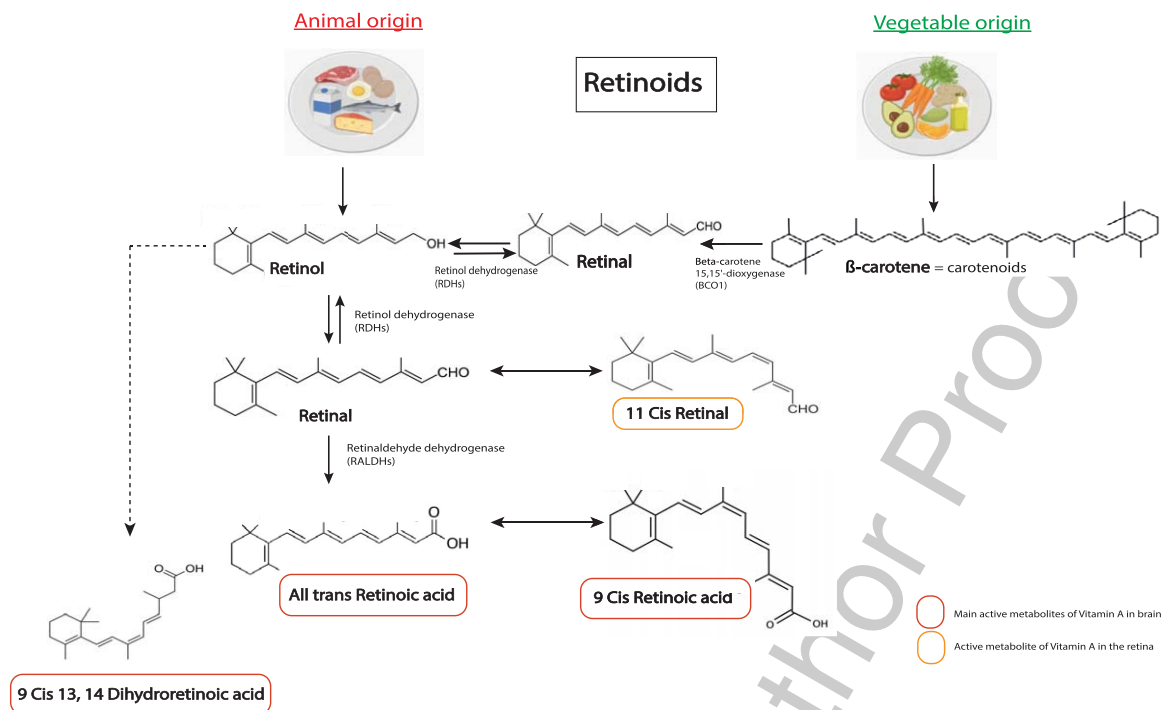 Animal origin
Vegetable origin
Retinoids
OH
Retinol
CHO
Retinal
Retinol dehydrogenase
(RDHs)
Beta-carotene
15,15'-dioxygenase
(BCO1)
ß-carotene = carotenoids
Retinol dehydrogenase
(RDHs)
CHO
Retinal
CHO
11 Cis Retinal
Retinaldehyde dehydrogenase
(RALDHs)
O
OH
All trans Retinoic acid
O
OH
9 Cis Retinoic acid
O
OH
9 Cis 13, 14 Dihydroretinoic acid
Main active metabolites of Vitamin A in brain
Active metabolite of Vitamin A in the retina
thor Proc